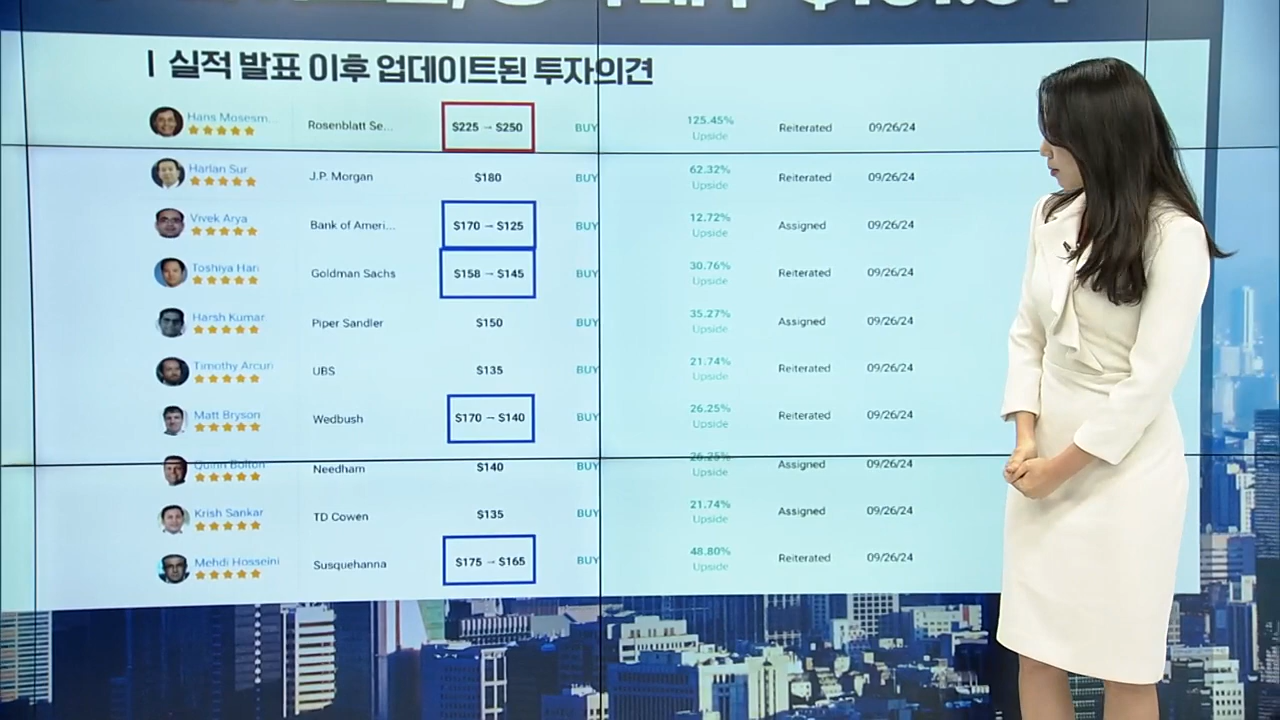 실적 발표 이후 업데이트된 투자의견
Hans Mosesm... Rosenblatt Se... $225 → $250 BUY 125.45% Upside Reiterated 09/26/24
Harlan Sur J.P. Morgan $180 BUY 62.32% Upside Reiterated 09/26/24
Vivek Arya Bank of Ameri... $170 → $125 BUY 12.72% Upside Assigned 09/26/24
Toshiya Hari Goldman Sachs $158 → $145 BUY 30.76% Upside Reiterated 09/26/24
Harsh Kumar Piper Sandler $150 BUY 35.27% Upside Assigned 09/26/24
Timothy Arcuri UBS $135 BUY 21.74% Upside Reiterated 09/26/24
Matt Bryson Wedbush $170 → $140 BUY 26.25% Upside Reiterated 09/26/24
Quinn Bolton Needham $140 BUY 26.25% Upside Assigned 09/26/24
Krish Sankar TD Cowen $135 BUY 21.74% Upside Assigned 09/26/24
Mehdi Hosseini Susquehanna $175 → $165 BUY 48.80% Upside Reiterated 09/26/24